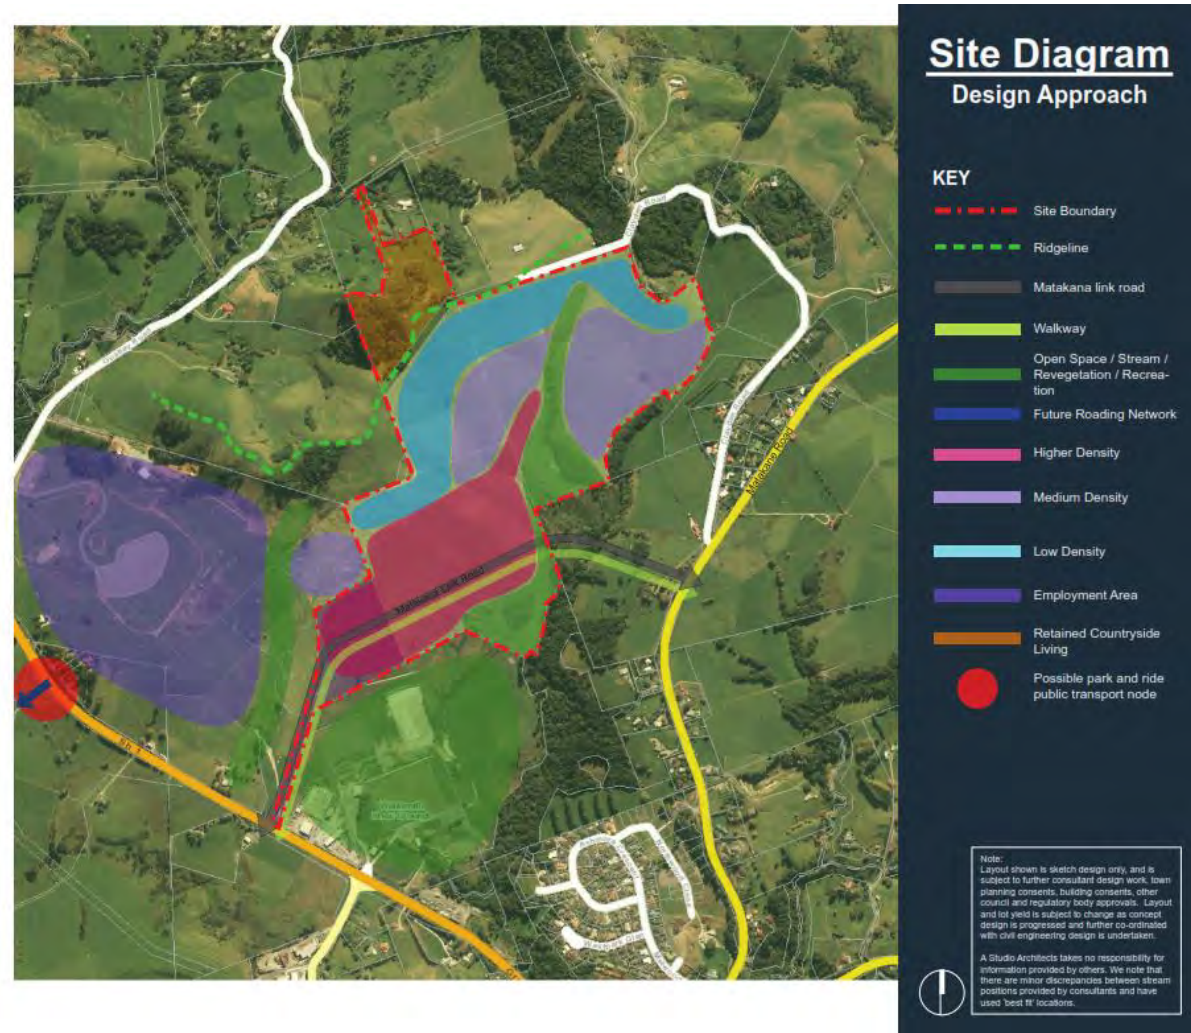 Site Diagram
Design Approach
KEY
Site Boundary
Ridgeline
Matakana link road
Walkway
Open Space / Stream /
Revegetation / Recrea-
tion
Future Roading Network
Higher Density
Medium Density
Low Density
Employment Area
Retained Countryside
Living
Possible park and ride
public transport node
Note:
Layout shown is sketch design only, and is
subject to further consultant design work, town
planning consents, building consents, other
council and regulatory body approvals. Layout
and lot yield is subject to change as concept
design is progressed and further co-ordinated
with civil engineering design is undertaken.
A Studio Architects takes no responsibility for
information provided by others. We note that
there are minor discrepancies between stream
positions provided by consultants and have
used 'best fit' locations.
Road
Matakana Road
Matakana Link Road
Sh 1